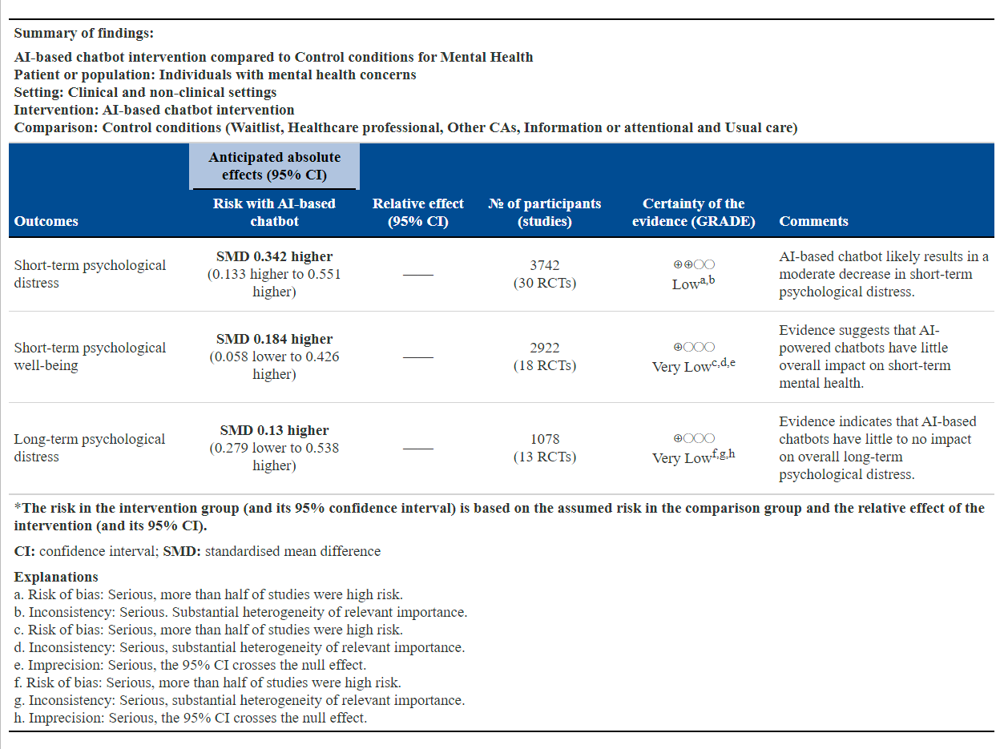 Summary of findings:
AI-based chatbot intervention compared to Control conditions for Mental Health
Patient or population: Individuals with mental health concerns
Setting: Clinical and non-clinical settings
Intervention: AI-based chatbot intervention
Comparison: Control conditions (Waitlist, Healthcare professional, Other CAs, Information or attentional and Usual care)
Anticipated absolute
effects (95% CI)
Outcomes
Risk with AI-based
chatbot
Relative effect
(95% CI)
№ of participants
(studies)
Certainty of the
evidence (GRADE)
Comments
Short-term psychological
distress
SMD 0.342 higher
(0.133 higher to 0.551
higher)
——
3742
(30 RCTs)
⊕⊕◯◯
Lowa,b
AI-based chatbot likely results in a
moderate decrease in short-term
psychological distress.
Short-term psychological
well-being
SMD 0.184 higher
(0.058 lower to 0.426
higher)
——
2922
(18 RCTs)
⊕◯◯◯
Very Lowc,d,e
Evidence suggests that AI-
powered chatbots have little
overall impact on short-term
mental health.
Long-term psychological
distress
SMD 0.13 higher
(0.279 lower to 0.538
higher)
——
1078
(13 RCTs)
⊕◯◯◯
Very Lowf,g,h
Evidence indicates that AI-based
chatbots have little to no impact
on overall long-term
psychological distress.
*The risk in the intervention group (and its 95% confidence interval) is based on the assumed risk in the comparison group and the relative effect of the
intervention (and its 95% CI).
CI: confidence interval; SMD: standardised mean difference
Explanations
a. Risk of bias: Serious, more than half of studies were high risk.
b. Inconsistency: Serious. Substantial heterogeneity of relevant importance.
c. Risk of bias: Serious, more than half of studies were high risk.
d. Inconsistency: Serious, substantial heterogeneity of relevant importance.
e. Imprecision: Serious, the 95% CI crosses the null effect.
f. Risk of bias: Serious, more than half of studies were high risk.
g. Inconsistency: Serious, substantial heterogeneity of relevant importance.
h. Imprecision: Serious, the 95% CI crosses the null effect.